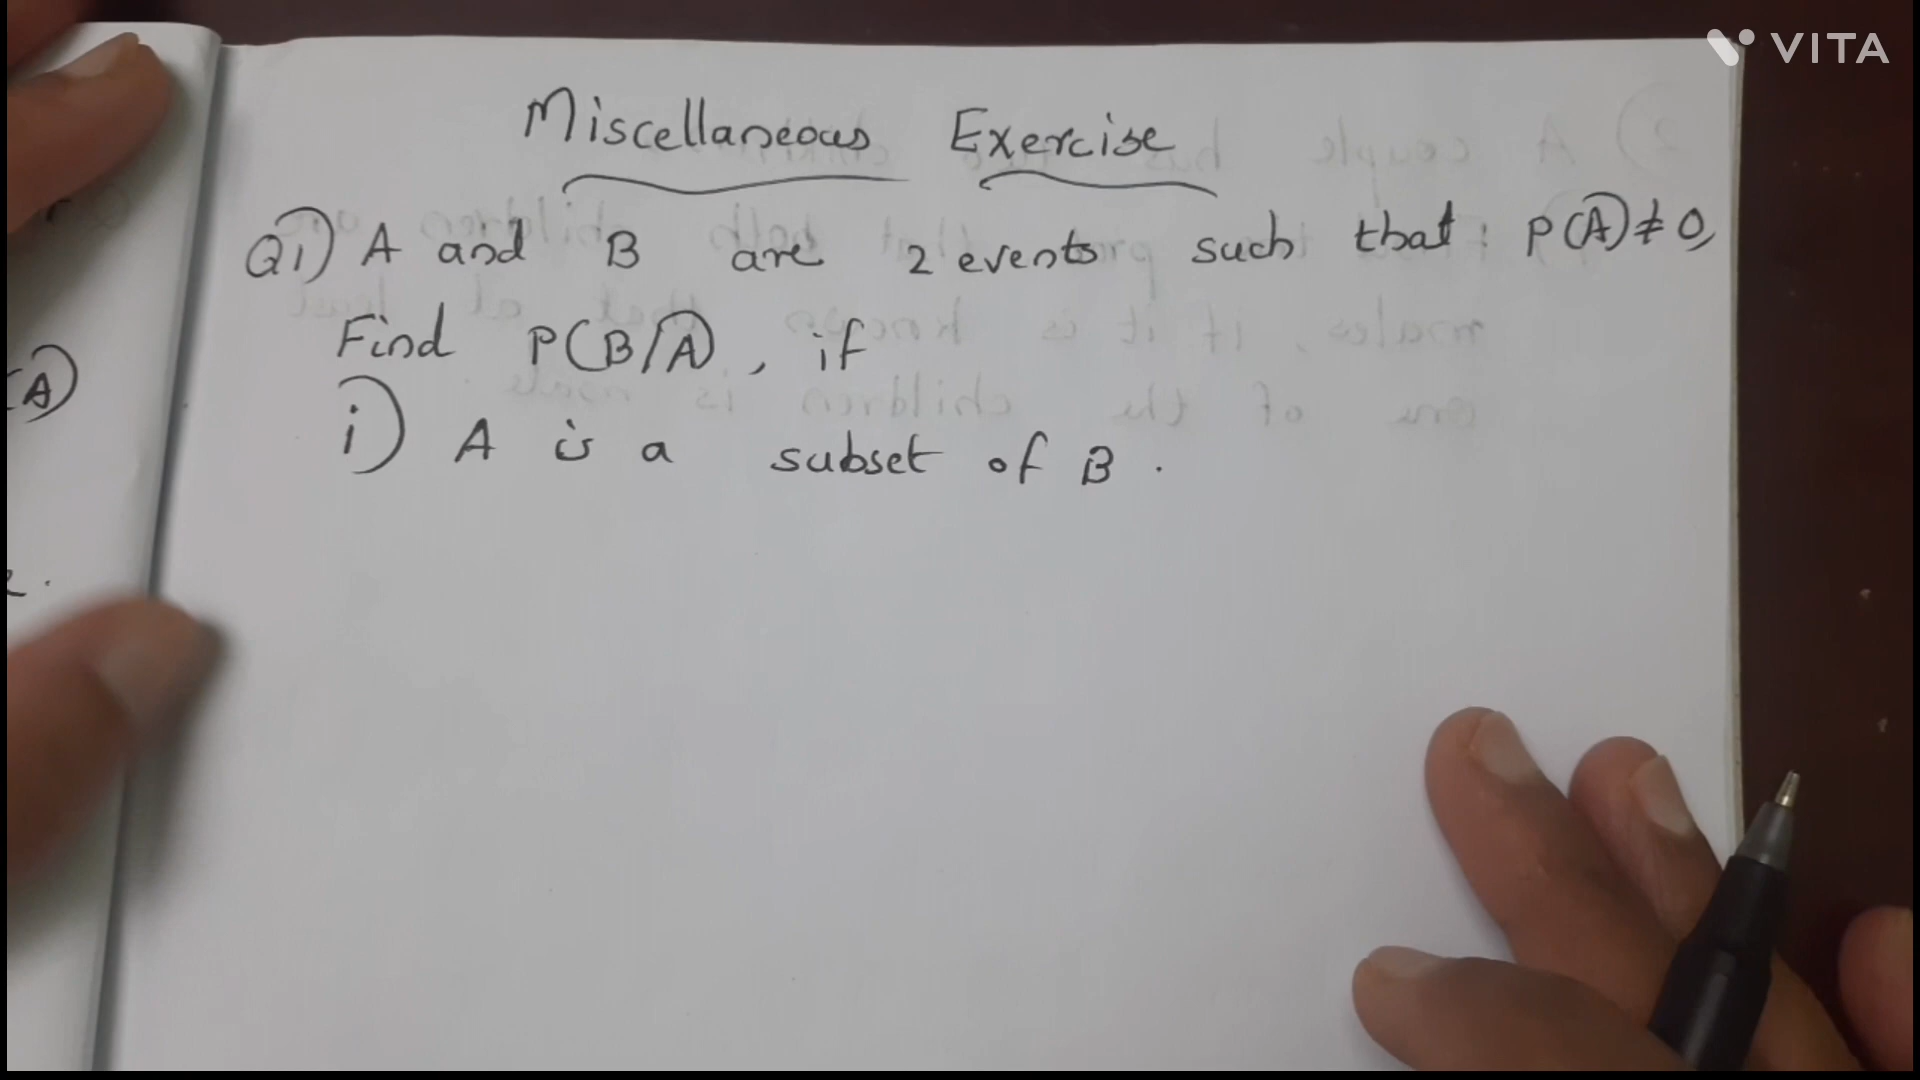 VITA
Miscellaneous Exercise
Q1) A and B are 2 events such that : P(A) ≠ 0,
Find P(B/A), if
i) A is a subset of B .
(A)